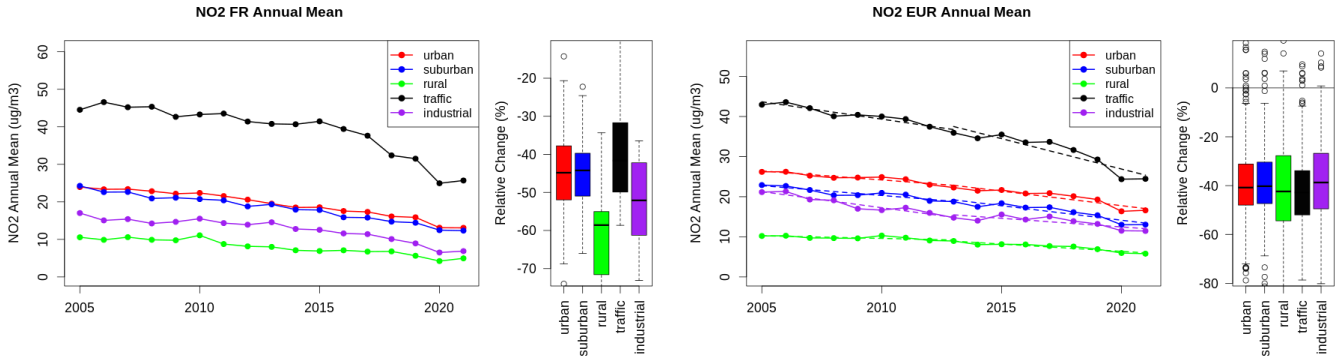 NO2 FR Annual Mean
NO2 Annual Mean (ug/m3)
60
50
40
30
20
10
0
2005
2010
2015
2020
urban
suburban
rural
traffic
industrial
Relative Change (%)
-20
-30
-40
-50
-60
-70
urban
suburban
rural
traffic
industrial
NO2 EUR Annual Mean
NO2 Annual Mean (ug/m3)
50
40
30
20
10
0
2005
2010
2015
2020
urban
suburban
rural
traffic
industrial
Relative Change (%)
0
-20
-40
-60
-80
urban
suburban
rural
traffic
industrial